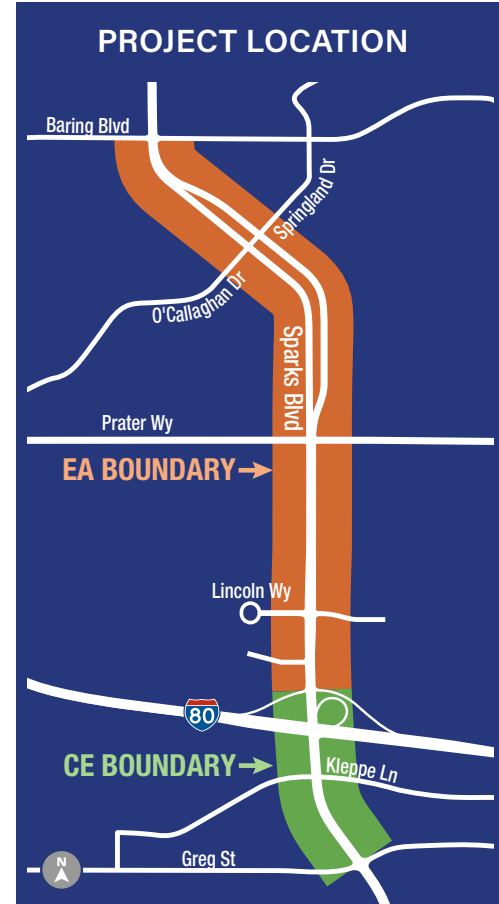 PROJECT LOCATION
Baring Blvd
Springland Dr
O'Callaghan Dr
Sparks Blvd
Prater Wy
EA BOUNDARY
Lincoln Wy
80
CE BOUNDARY
Kleppe Ln
Greg St
N